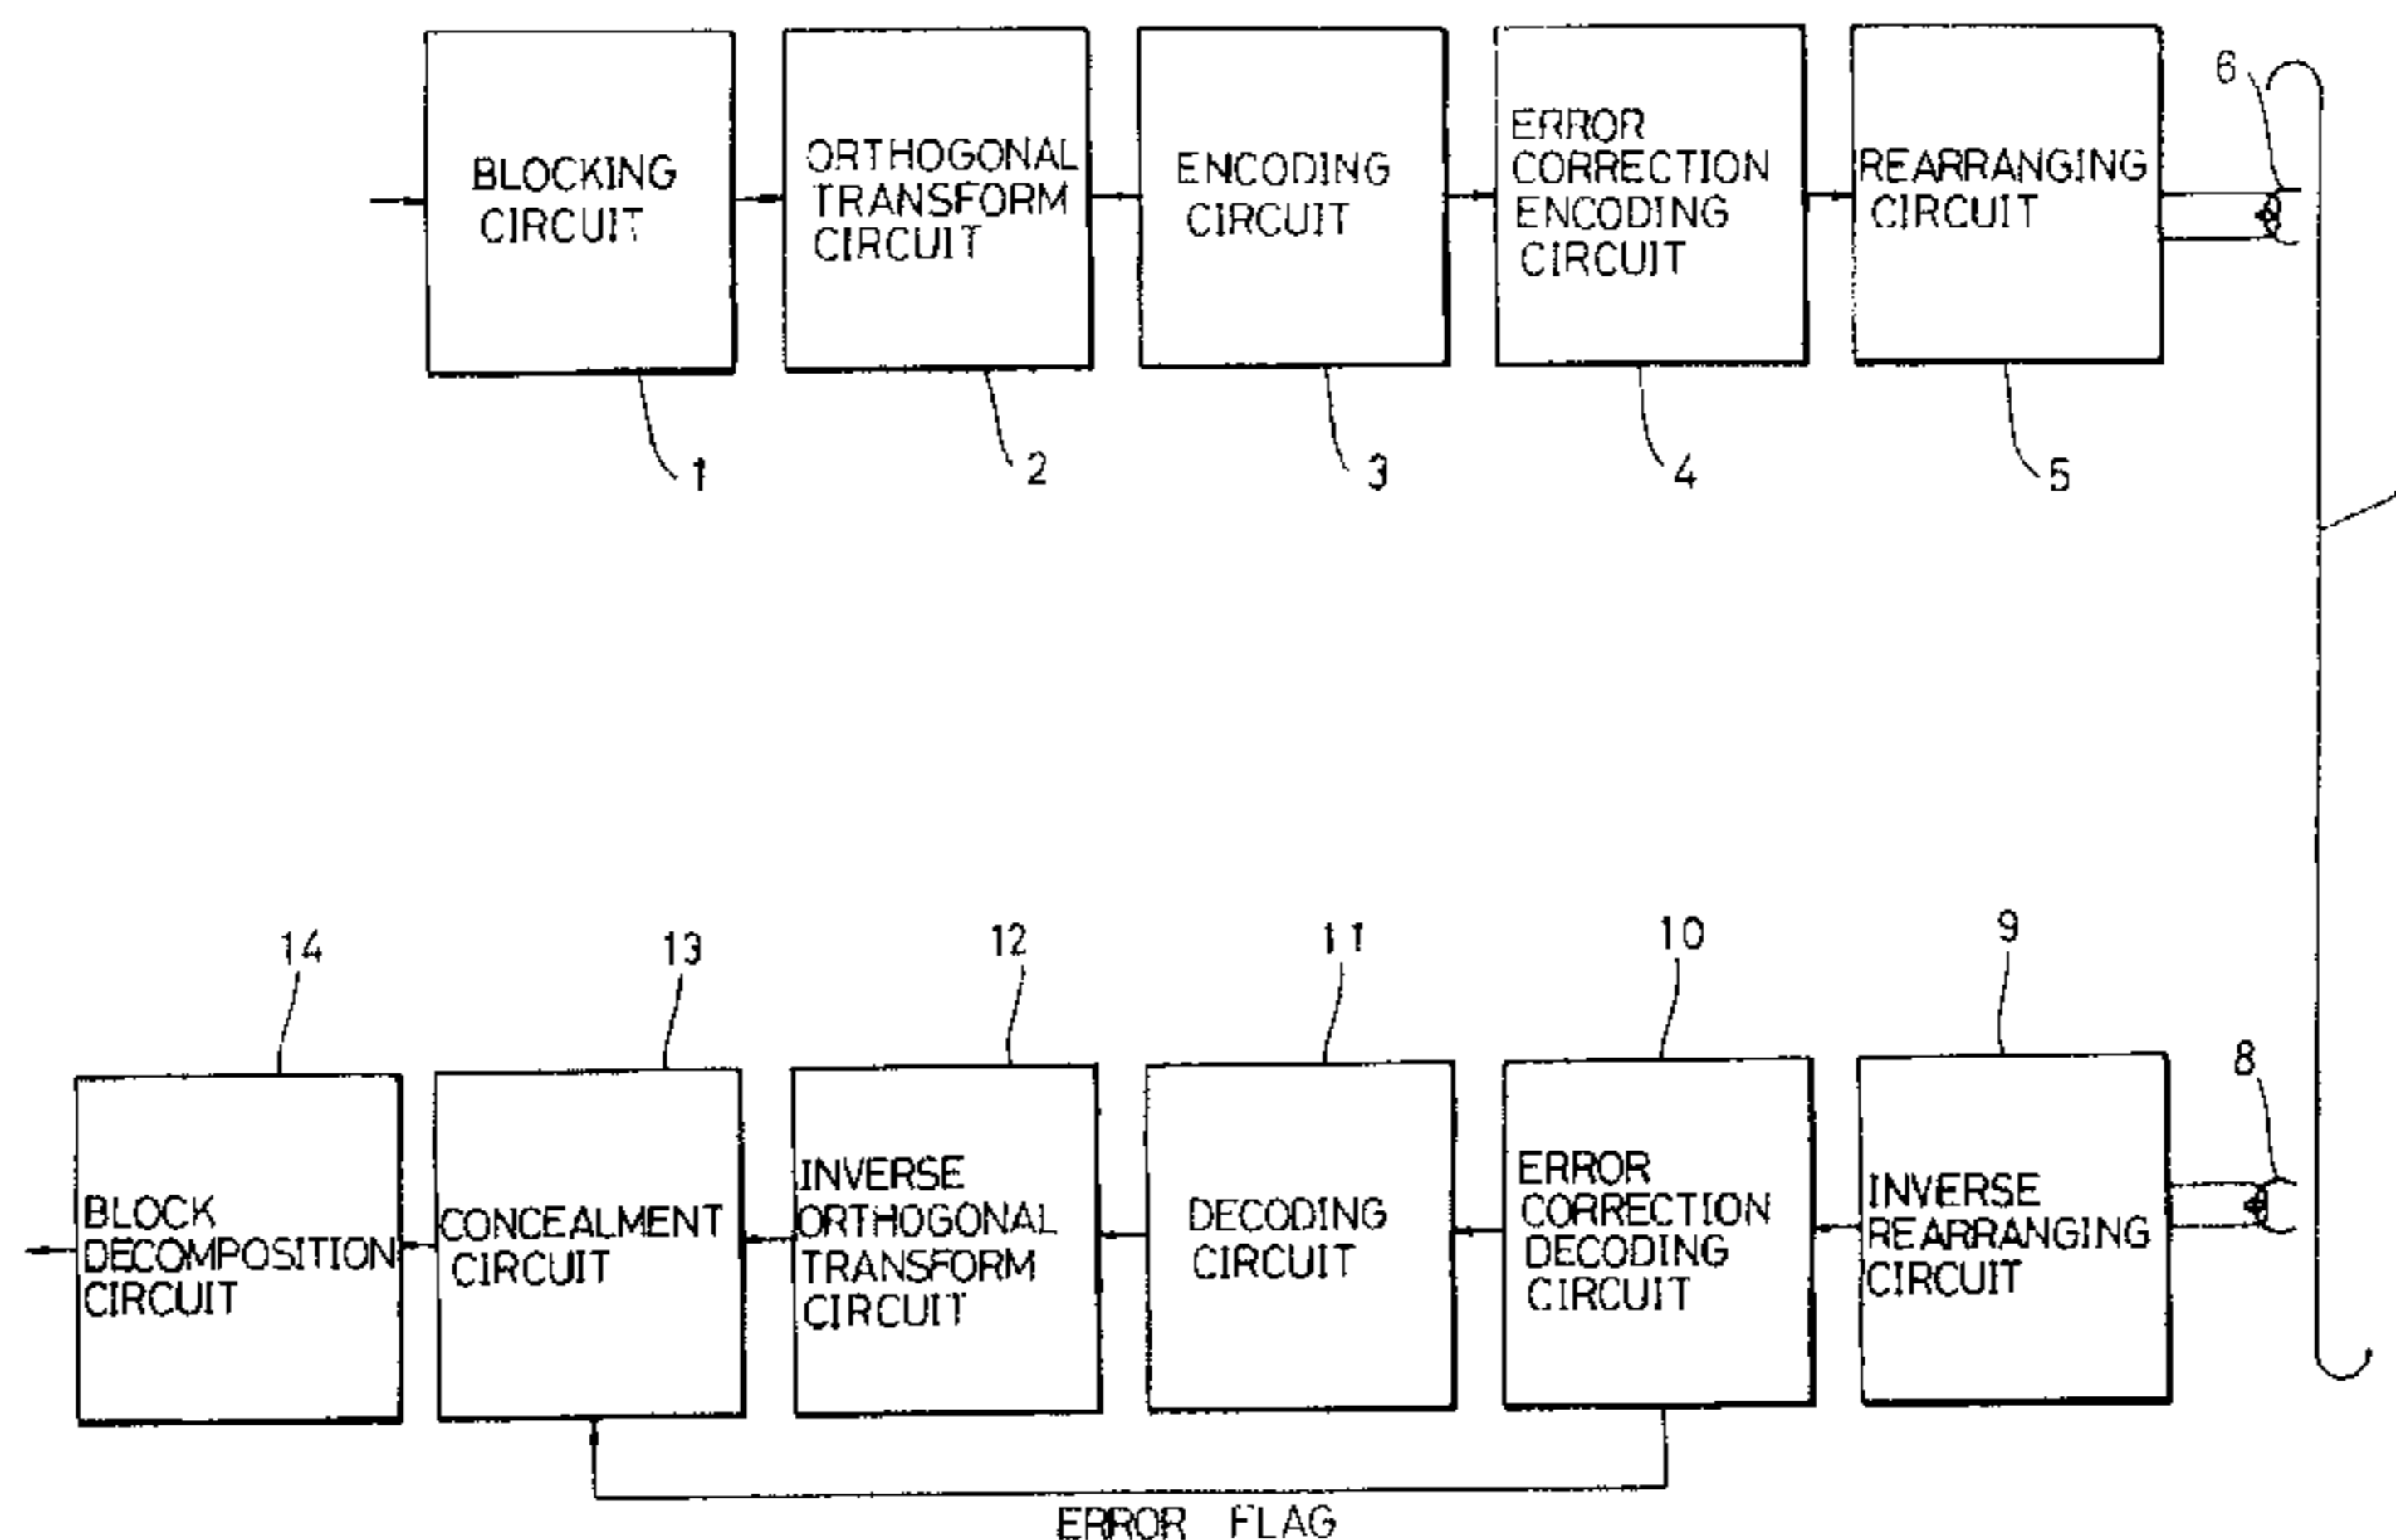 BLOCKING
CIRCUIT
ORTHOGONAL
TRANSFORM
CIRCUIT
ENCODING
CIRCUIT
ERROR
CORRECTION
ENCODING
CIRCUIT
REARRANGING
CIRCUIT
6
1
2
3
4
5
14
13
12
11
10
9
8
BLOCK
DECOMPOSITION
CIRCUIT
CONCEALMENT
CIRCUIT
INVERSE
ORTHOGONAL
TRANSFORM
CIRCUIT
DECODING
CIRCUIT
ERROR
CORRECTION
DECODING
CIRCUIT
INVERSE
REARRANGING
CIRCUIT
ERROR FLAG